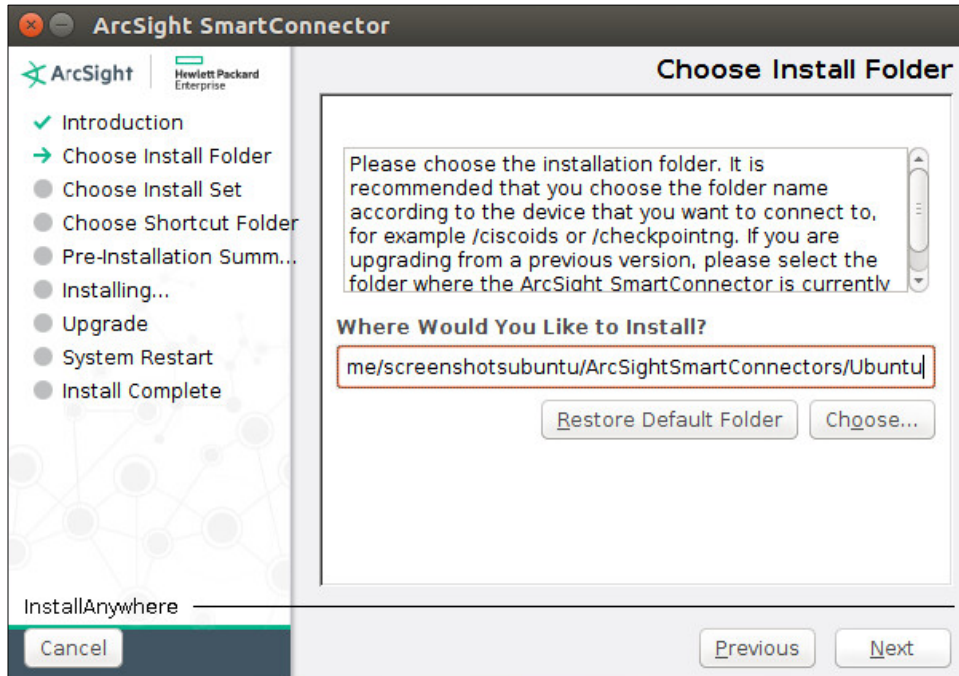 ArcSight SmartConnector
ArcSight
Hewlett Packard
Enterprise
Choose Install Folder
Introduction
Choose Install Folder
Choose Install Set
Choose Shortcut Folder
Pre-Installation Summ...
Installing...
Upgrade
System Restart
Install Complete
Please choose the installation folder. It is
recommended that you choose the folder name
according to the device that you want to connect to,
for example /ciscoids or /checkpointng. If you are
upgrading from a previous version, please select the
folder where the ArcSight SmartConnector is currently
Where Would You Like to Install?
me/screenshotsubuntu/ArcSightSmartConnectors/Ubuntu
Restore Default Folder
Choose...
InstallAnywhere
Cancel
Previous
Next